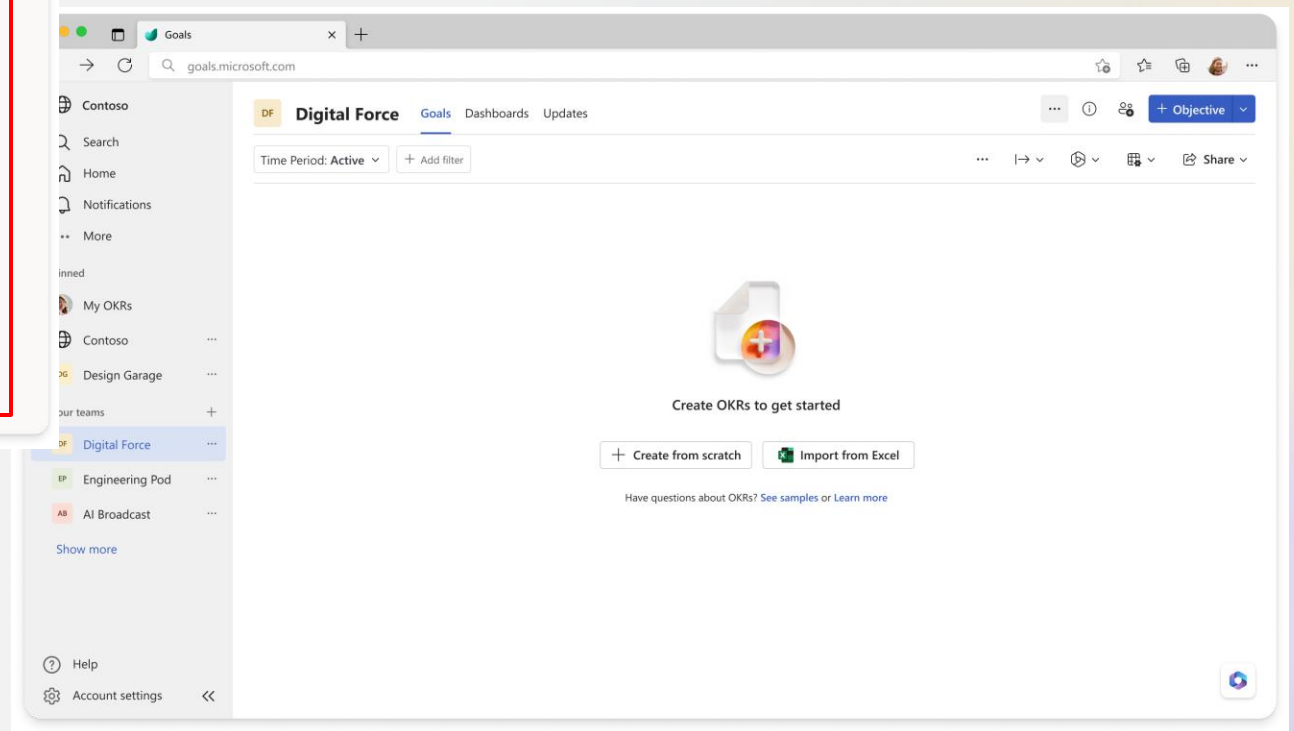 Goals
goals.microsoft.com
Contoso
DF Digital Force Goals Dashboards Updates
+ Objective
Search
Time Period: Active + Add filter
Share
Home
Notifications
More
inned
My OKRs
Contoso
DG Design Garage
our teams
Create OKRs to get started
DF Digital Force
+ Create from scratch
Import from Excel
EP Engineering Pod
Have questions about OKRs? See samples or Learn more
AB AI Broadcast
Show more
Help
Account settings